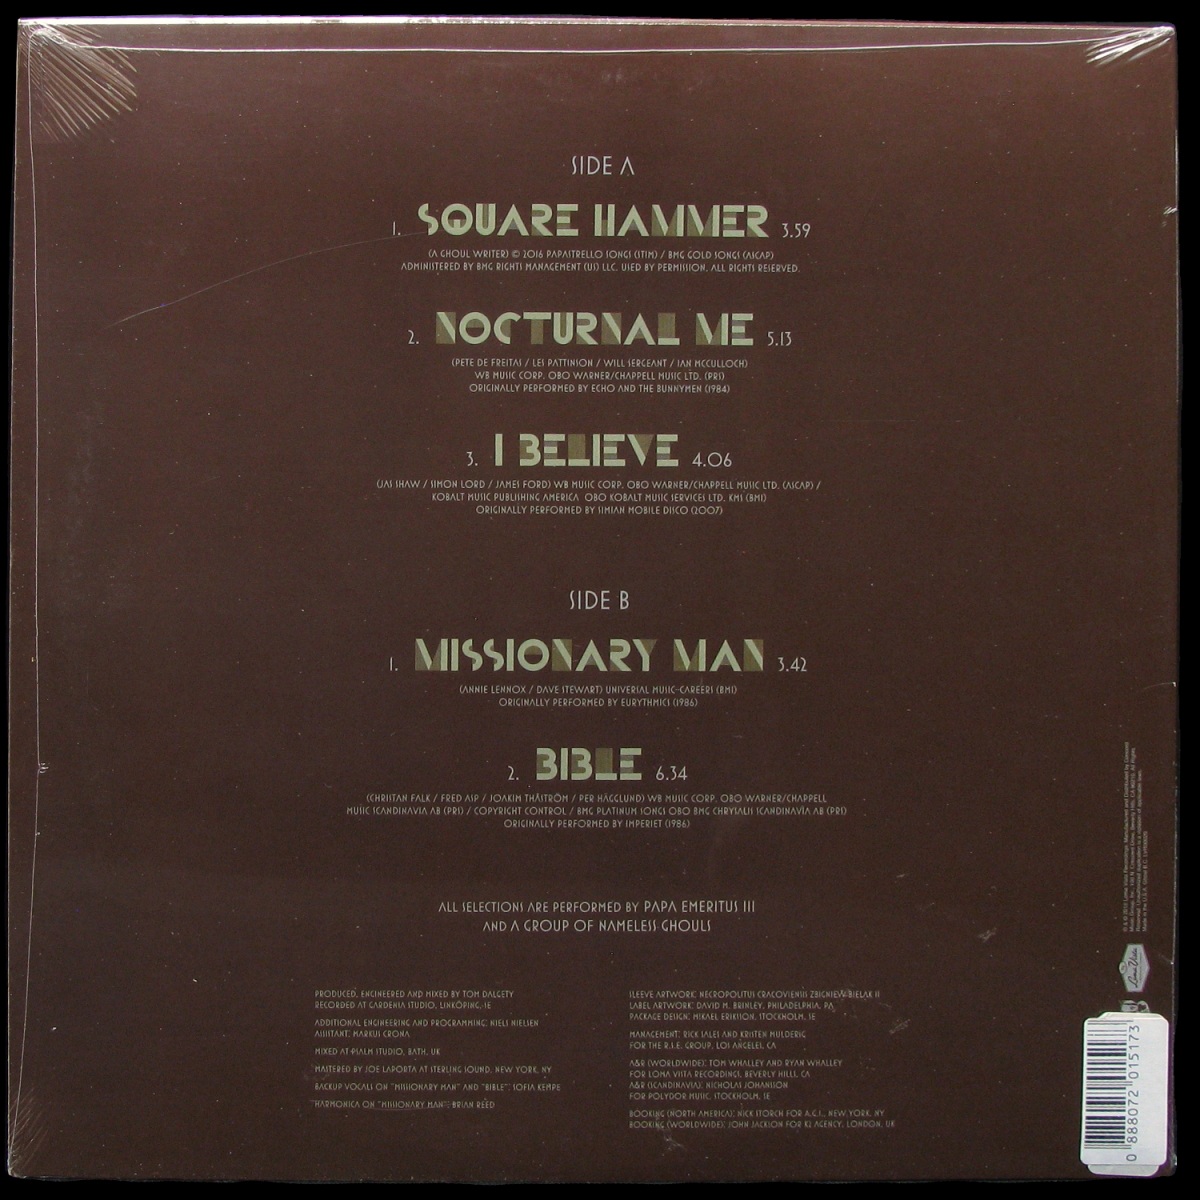 SIDE A
1. SQUARE HAMMER 3.59
(A GHOUL WRITER) © 2016 PAPASTRELLO SONGS (STIM) / BMG GOLD SONGS (ASCAP)
ADMINISTERED BY BMG RIGHTS MANAGEMENT (US) LLC. USED BY PERMISSION. ALL RIGHTS RESERVED.
2. NOCTURNAL ME 5.13
(PETE DE FREITAS / LES PATTINSON / WILL SERGEANT / IAN MCCULLOCH)
WB MUSIC CORP. OBO WARNER/CHAPPELL MUSIC LTD. (PRS)
ORIGINALLY PERFORMED BY ECHO AND THE BUNNYMEN (1984)
3. I BELIEVE 4.06
(JAS SHAW / SIMON LORD / JAMES FORD) WB MUSIC CORP. OBO WARNER/CHAPPELL MUSIC LTD. (ASCAP) /
KOBALT MUSIC PUBLISHING AMERICA OBO KOBALT MUSIC SERVICES LTD. KMS (BMI)
ORIGINALLY PERFORMED BY SIMIAN MOBILE DISCO (2007)
SIDE B
1. MISSIONARY MAN 3.42
(ANNIE LENNOX / DAVE STEWART) UNIVERSAL MUSIC-CAREERS (BMI)
ORIGINALLY PERFORMED BY EURYTHMICS (1986)
2. BIBLE 6.34
(CHRISTAN FALK / FRED ASP / JOAKIM THÅSTRÖM / PER HÄGGLUND) WB MUSIC CORP. OBO WARNER/CHAPPELL
MUSIC SCANDINAVIA AB (PRS) / COPYRIGHT CONTROL / BMG PLATINUM SONGS OBO BMG CHRYSALIS SCANDINAVIA AB (PRS)
ORIGINALLY PERFORMED BY IMPERIET (1986)
ALL SELECTIONS ARE PERFORMED BY PAPA EMERITUS III
AND A GROUP OF NAMELESS GHOULS
PRODUCED, ENGINEERED AND MIXED BY TOM DALGETY
RECORDED AT GARDENIA STUDIO, LINKÖPING, SE
ADDITIONAL ENGINEERING AND PROGRAMMING: NIELS NIELSEN
ASSISTANT: MARKUS CRONA
MIXED AT PSALM STUDIO, BATH, UK
MASTERED BY JOE LAPORTA AT STERLING SOUND, NEW YORK, NY
BACKUP VOCALS ON "MISSIONARY MAN" AND "BIBLE": SOFIA KEMPE
HARMONICA ON "MISSIONARY MAN": BRIAN REED
SLEEVE ARTWORK: NECROPOLITUS CRACOVIENSIS ZBIGNIEW BIELAK II
LABEL ARTWORK: DAVID M. BRINLEY, PHILADELPHIA, PA
PACKAGE DESIGN: MIKAEL ERIKSSON, STOCKHOLM, SE
MANAGEMENT: RICK SALES AND KRISTEN MULDERIG
FOR THE R.S.E. GROUP, LOS ANGELES, CA
A&R (WORLDWIDE): TOM WHALLEY AND RYAN WHALLEY
FOR LOMA VISTA RECORDINGS, BEVERLY HILLS, CA
A&R (SCANDINAVIA): NICHOLAS JOHANSSON
FOR POLYDOR MUSIC, STOCKHOLM, SE
BOOKING (NORTH AMERICA): NICK STORCH FOR A.G.I., NEW YORK, NY
BOOKING (WORLDWIDE): JOHN JACKSON FOR K2 AGENCY, LONDON, UK
Loma Vista
0 888072 015173